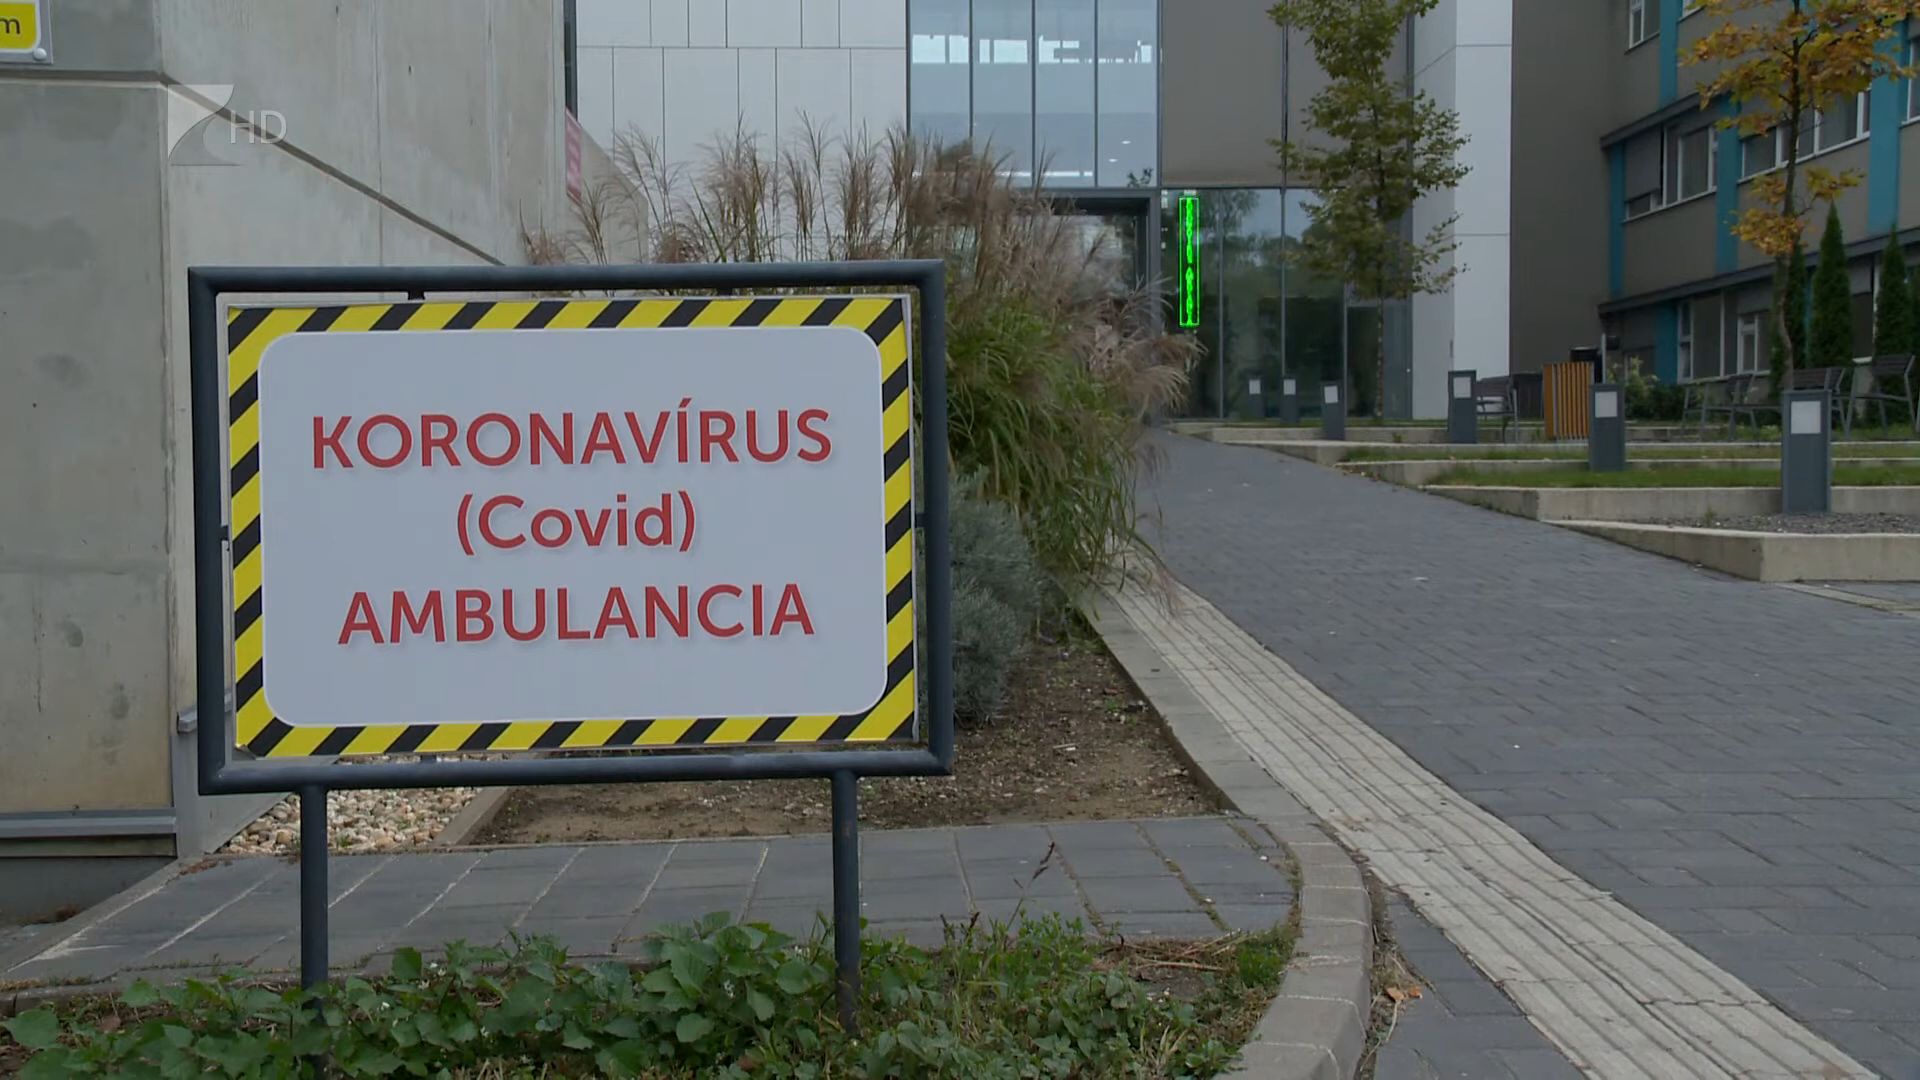 m
HD
KORONAVÍRUS
(Covid)
AMBULANCIA